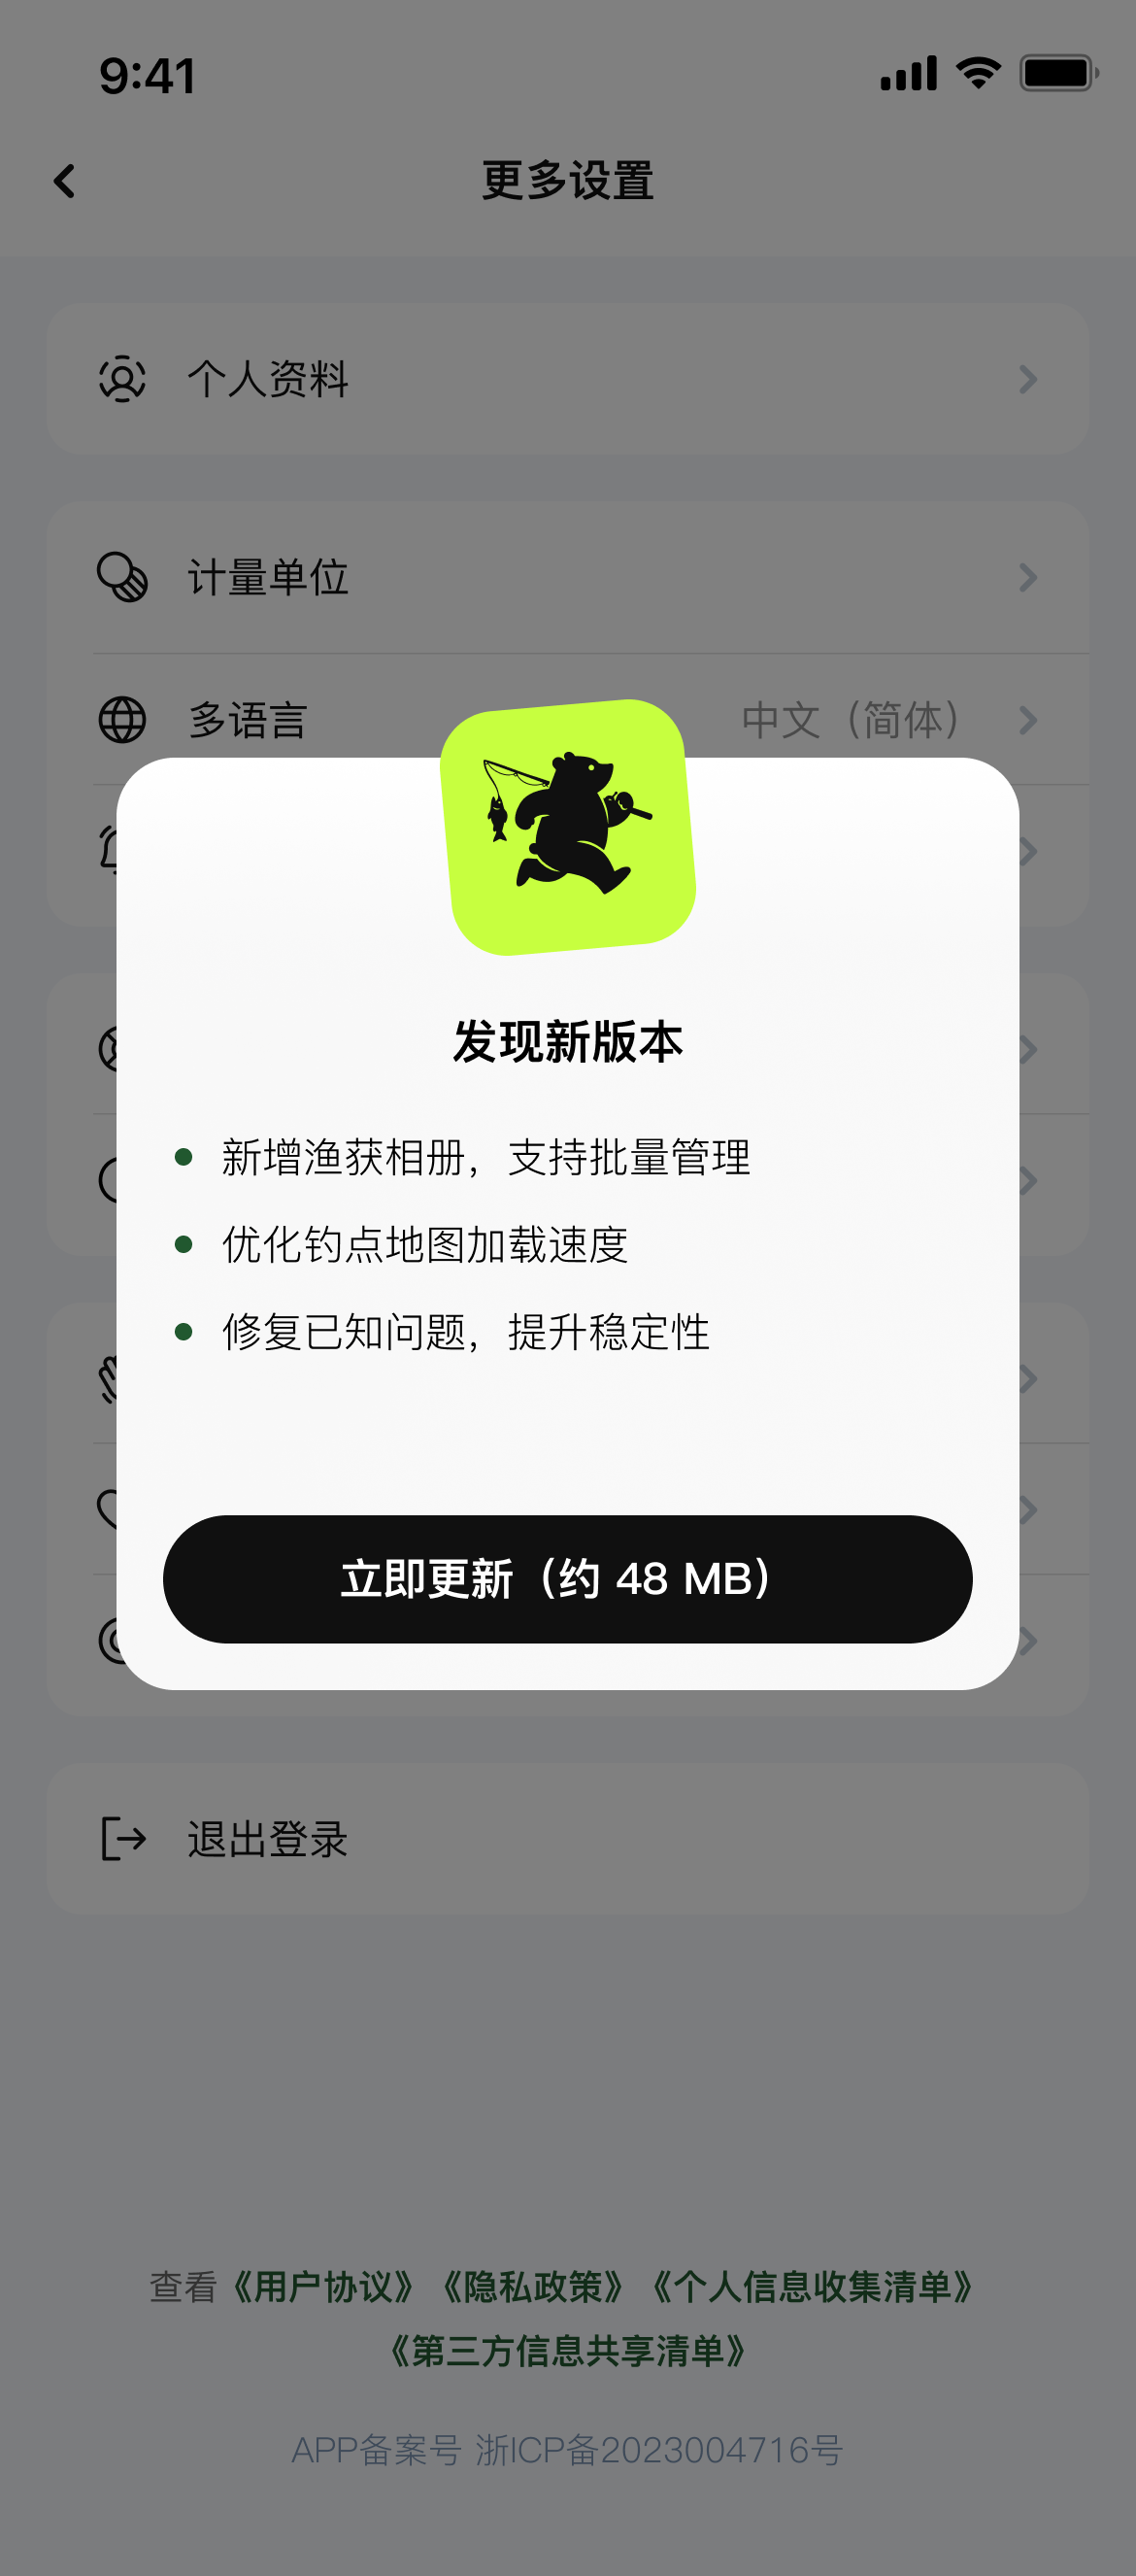 9:41
更多设置
个人资料
计量单位
多语言 中文（简体）
发现新版本
新增渔获相册，支持批量管理
优化钓点地图加载速度
修复已知问题，提升稳定性
立即更新（约 48 MB）
退出登录
查看《用户协议》《隐私政策》《个人信息收集清单》
《第三方信息共享清单》
APP备案号 浙ICP备2023004716号